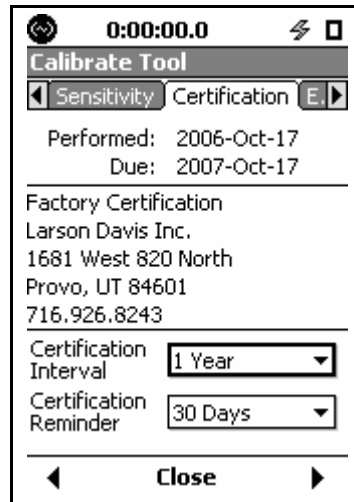 0:00:00.0
Calibrate Tool
Sensitivity Certification E.
Performed: 2006-Oct-17
Due: 2007-Oct-17
Factory Certification
Larson Davis Inc.
1681 West 820 North
Provo, UT 84601
716.926.8243
Certification
Interval
1 Year
Certification
Reminder
30 Days
Close